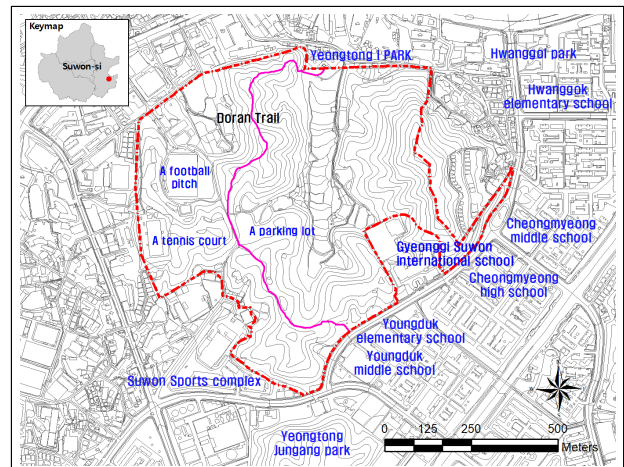 Keymap
Suwon-si
Yeongtong I PARK
Hwanggol park
Hwanggok
elementary school
Doran Trail
A football
pitch
A tennis court
A parking lot
Gyeonggi Suwon
international school
Cheongmyeong
middle school
Cheongmyeong
high school
Youngduk
elementary school
Youngduk
middle school
Suwon Sports complex
Yeongtong
Jungang park
0 125 250 500
Meters